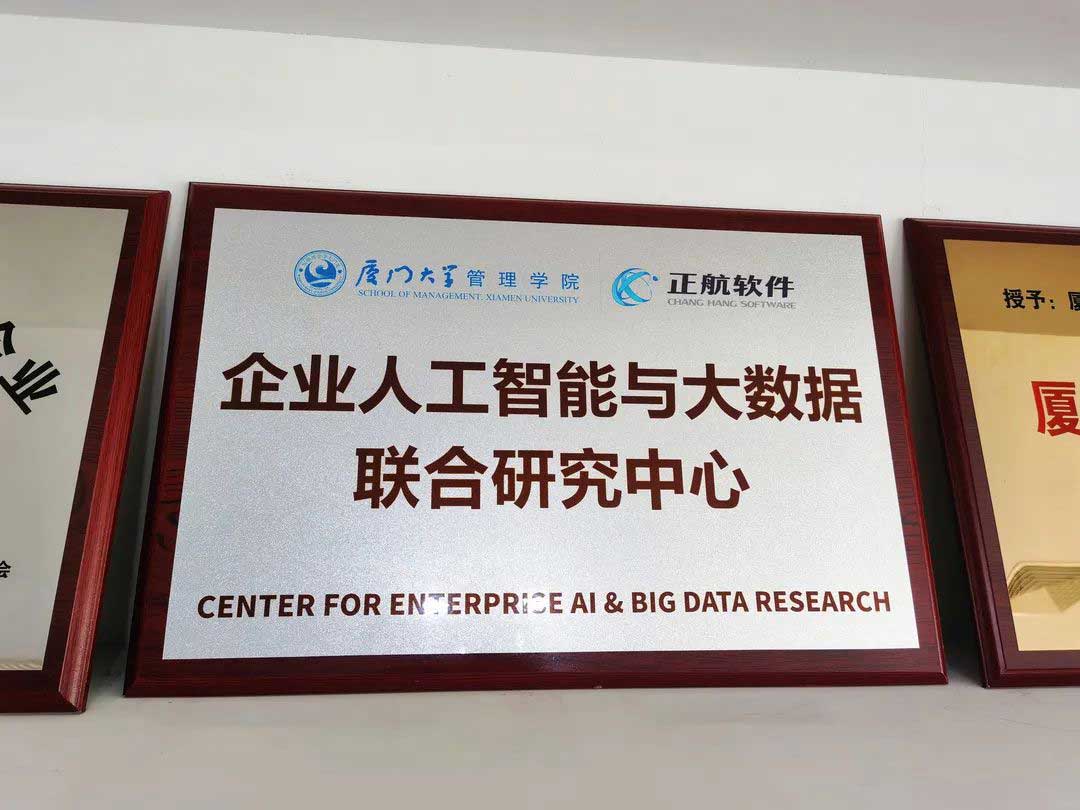 厦门大学管理学院
SCHOOL OF MANAGEMENT, XIAMEN UNIVERSITY
正航软件
CHANG HANG SOFTWARE
企业人工智能与大数据
联合研究中心
CENTER FOR ENTERPRICE AI & BIG DATA RESEARCH
会
授予：厦
厦